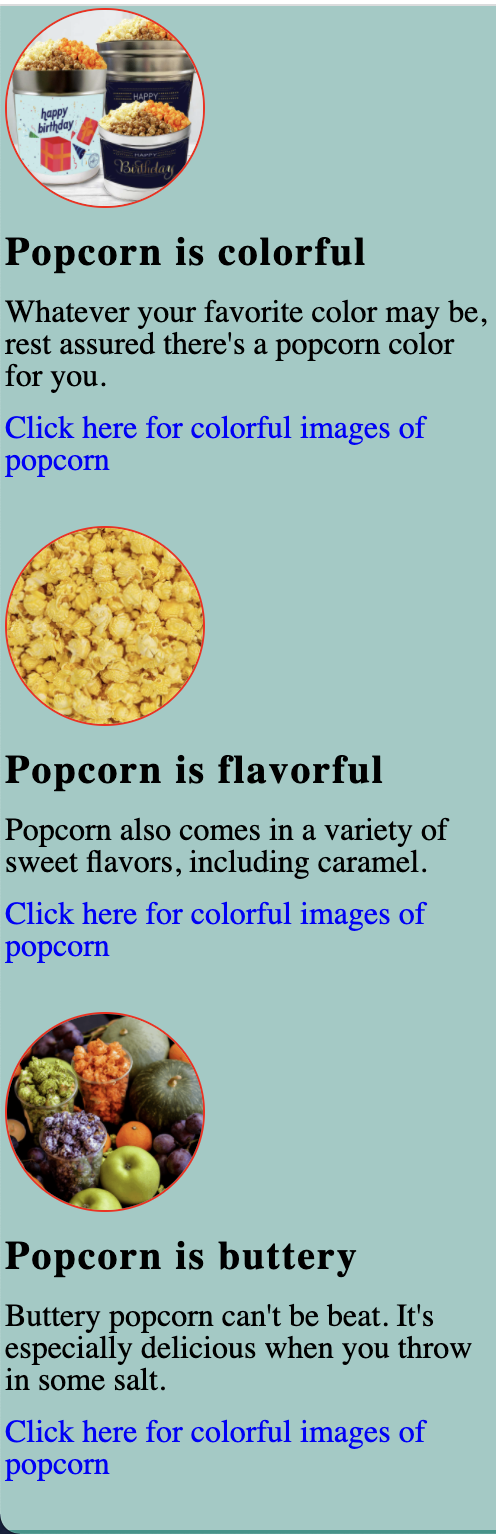 happy
birthday
HAPPY
HAPPY
Birthday
Popcorn is colorful
Whatever your favorite color may be,
rest assured there's a popcorn color
for you.
Click here for colorful images of
popcorn
Popcorn is flavorful
Popcorn also comes in a variety of
sweet flavors, including caramel.
Click here for colorful images of
popcorn
Popcorn is buttery
Buttery popcorn can't be beat. It's
especially delicious when you throw
in some salt.
Click here for colorful images of
popcorn